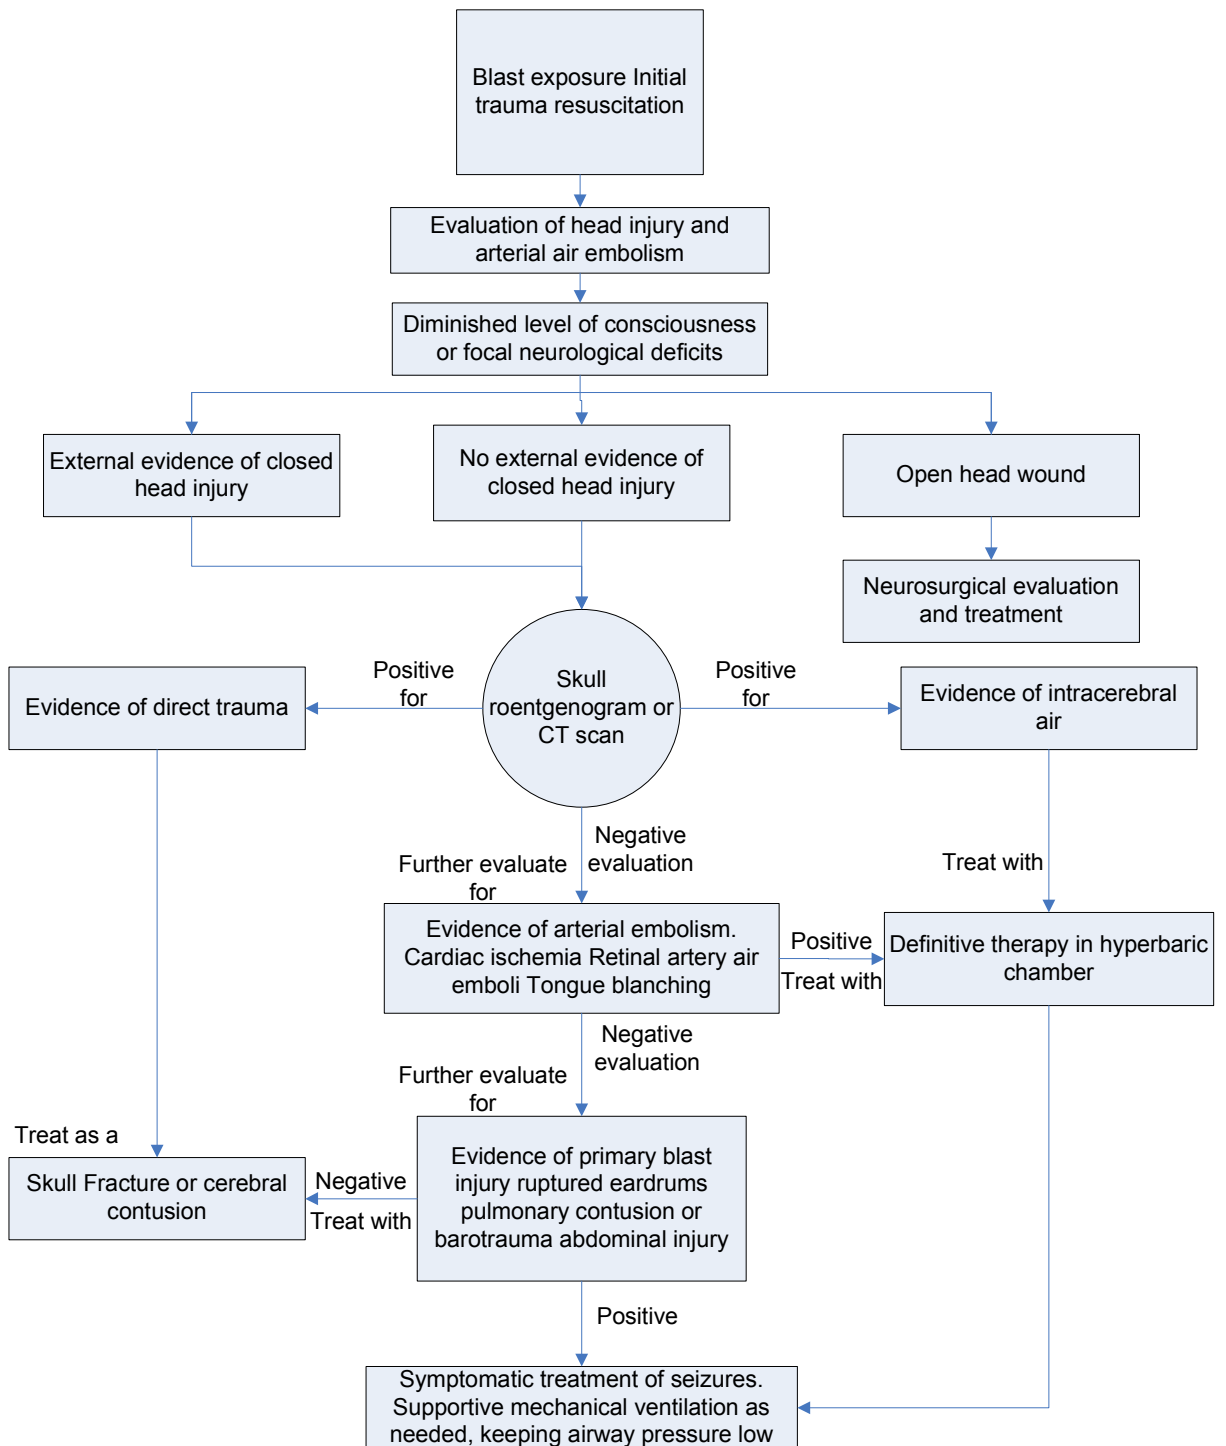 Blast exposure Initial
trauma resuscitation
Evaluation of head injury and
arterial air embolism
Diminished level of consciousness
or focal neurological deficits
External evidence of closed
head injury
No external evidence of
closed head injury
Open head wound
Neurosurgical evaluation
and treatment
Positive
for
Skull
roentgenogram or
CT scan
Positive
for
Evidence of direct trauma
Evidence of intracerebral
air
Negative
evaluation
Further evaluate
for
Treat with
Evidence of arterial embolism.
Cardiac ischemia Retinal artery air
emboli Tongue blanching
Positive
Treat with
Definitive therapy in hyperbaric
chamber
Negative
evaluation
Further evaluate
for
Treat as a
Skull Fracture or cerebral
contusion
Negative
Treat with
Evidence of primary blast
injury ruptured eardrums
pulmonary contusion or
barotrauma abdominal injury
Positive
Symptomatic treatment of seizures.
Supportive mechanical ventilation as
needed, keeping airway pressure low